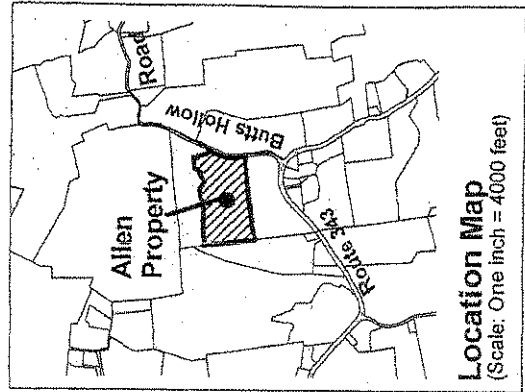 Allen
Property
Butts Hollow
Road
Route 343
Location Map
(Scale: One inch = 4000 feet)